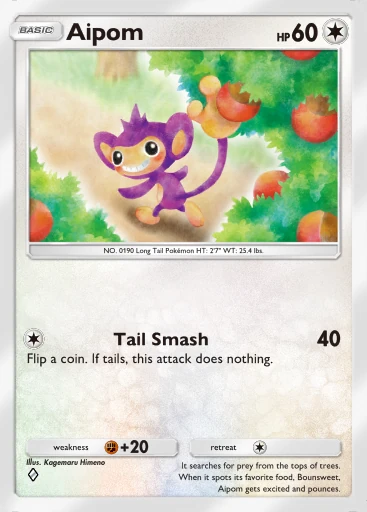 BASIC Aipom HP 60
NO. 0190 Long Tail Pokémon HT: 2'7" WT: 25.4 lbs.
Tail Smash 40
Flip a coin. If tails, this attack does nothing.
weakness +20 retreat
Illus. Kagemaru Himeno
It searches for prey from the tops of trees.
When it spots its favorite food, Bounsweet,
Aipom gets excited and pounces.